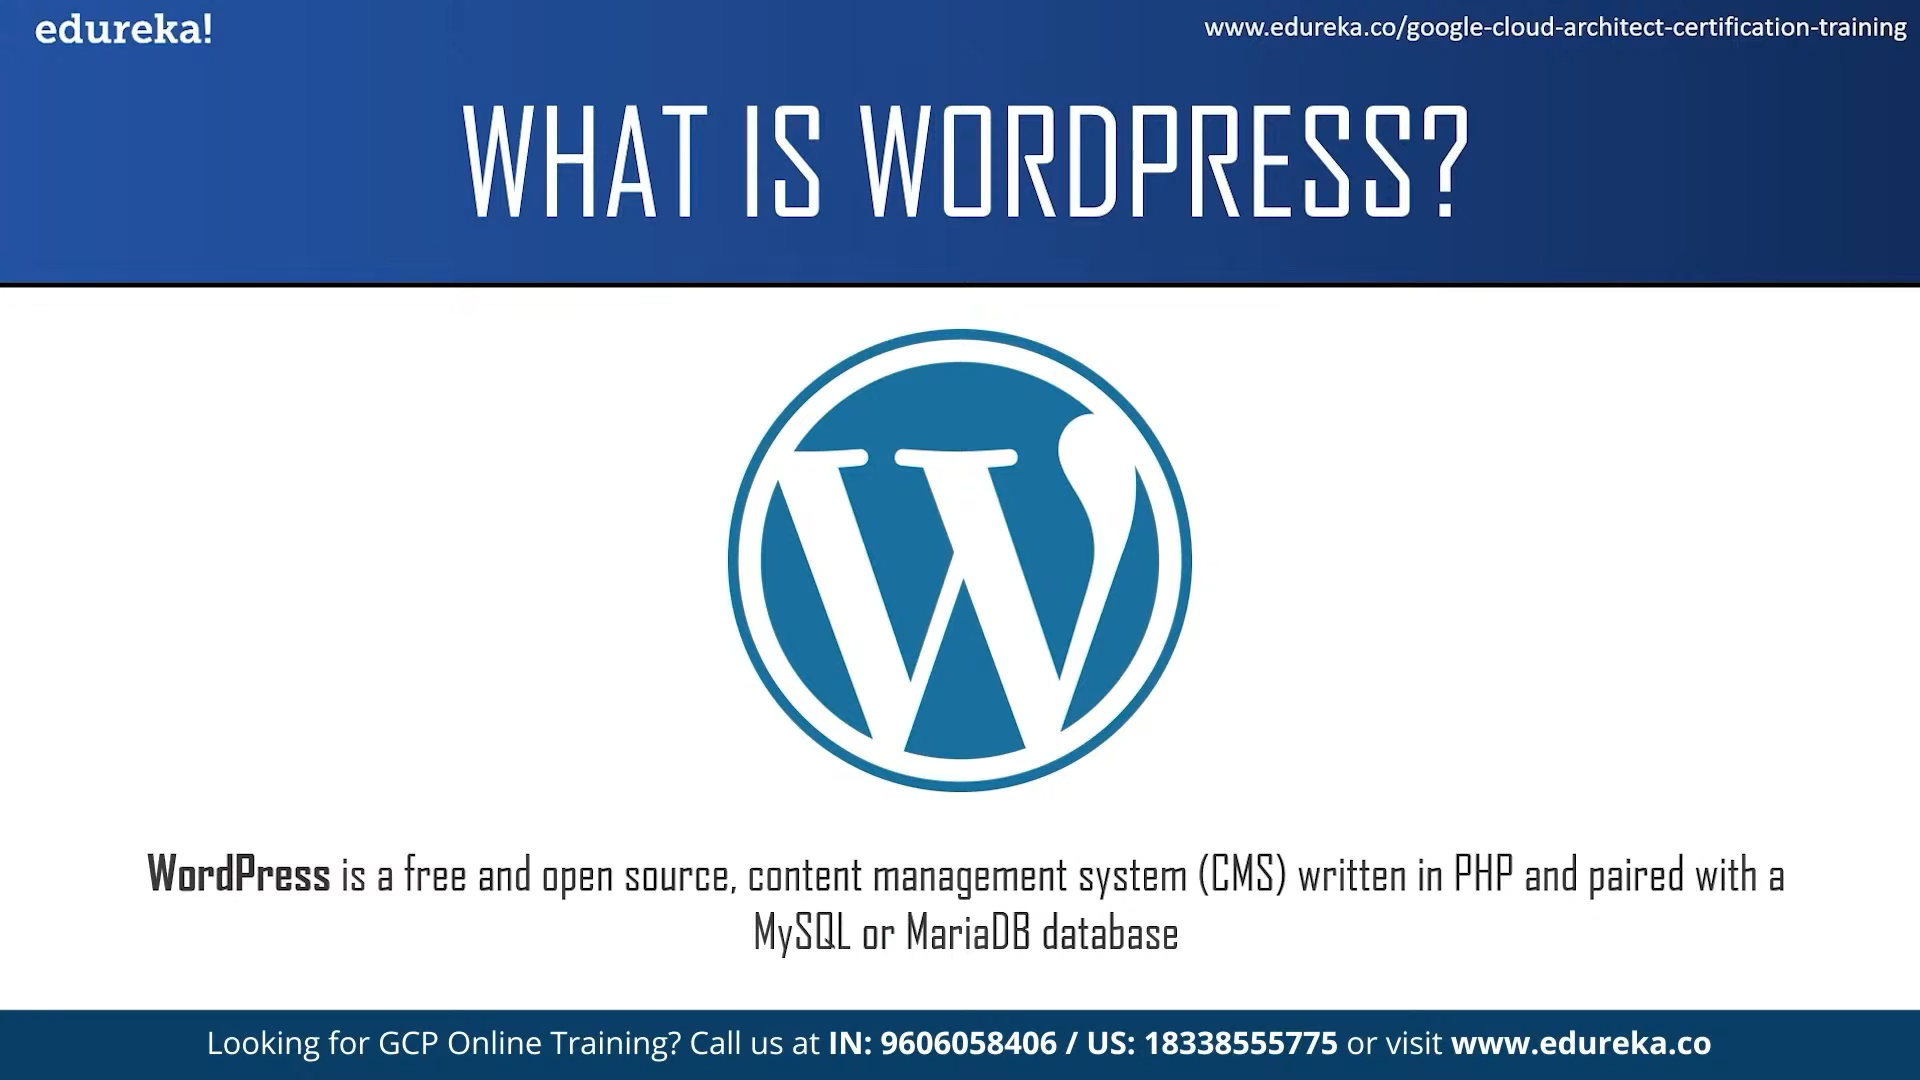 edureka!
www.edureka.co/google-cloud-architect-certification-training
WHAT IS WORDPRESS?
WordPress is a free and open source, content management system (CMS) written in PHP and paired with a
MySQL or MariaDB database
Looking for GCP Online Training? Call us at IN: 9606058406 / US: 18338555775 or visit www.edureka.co